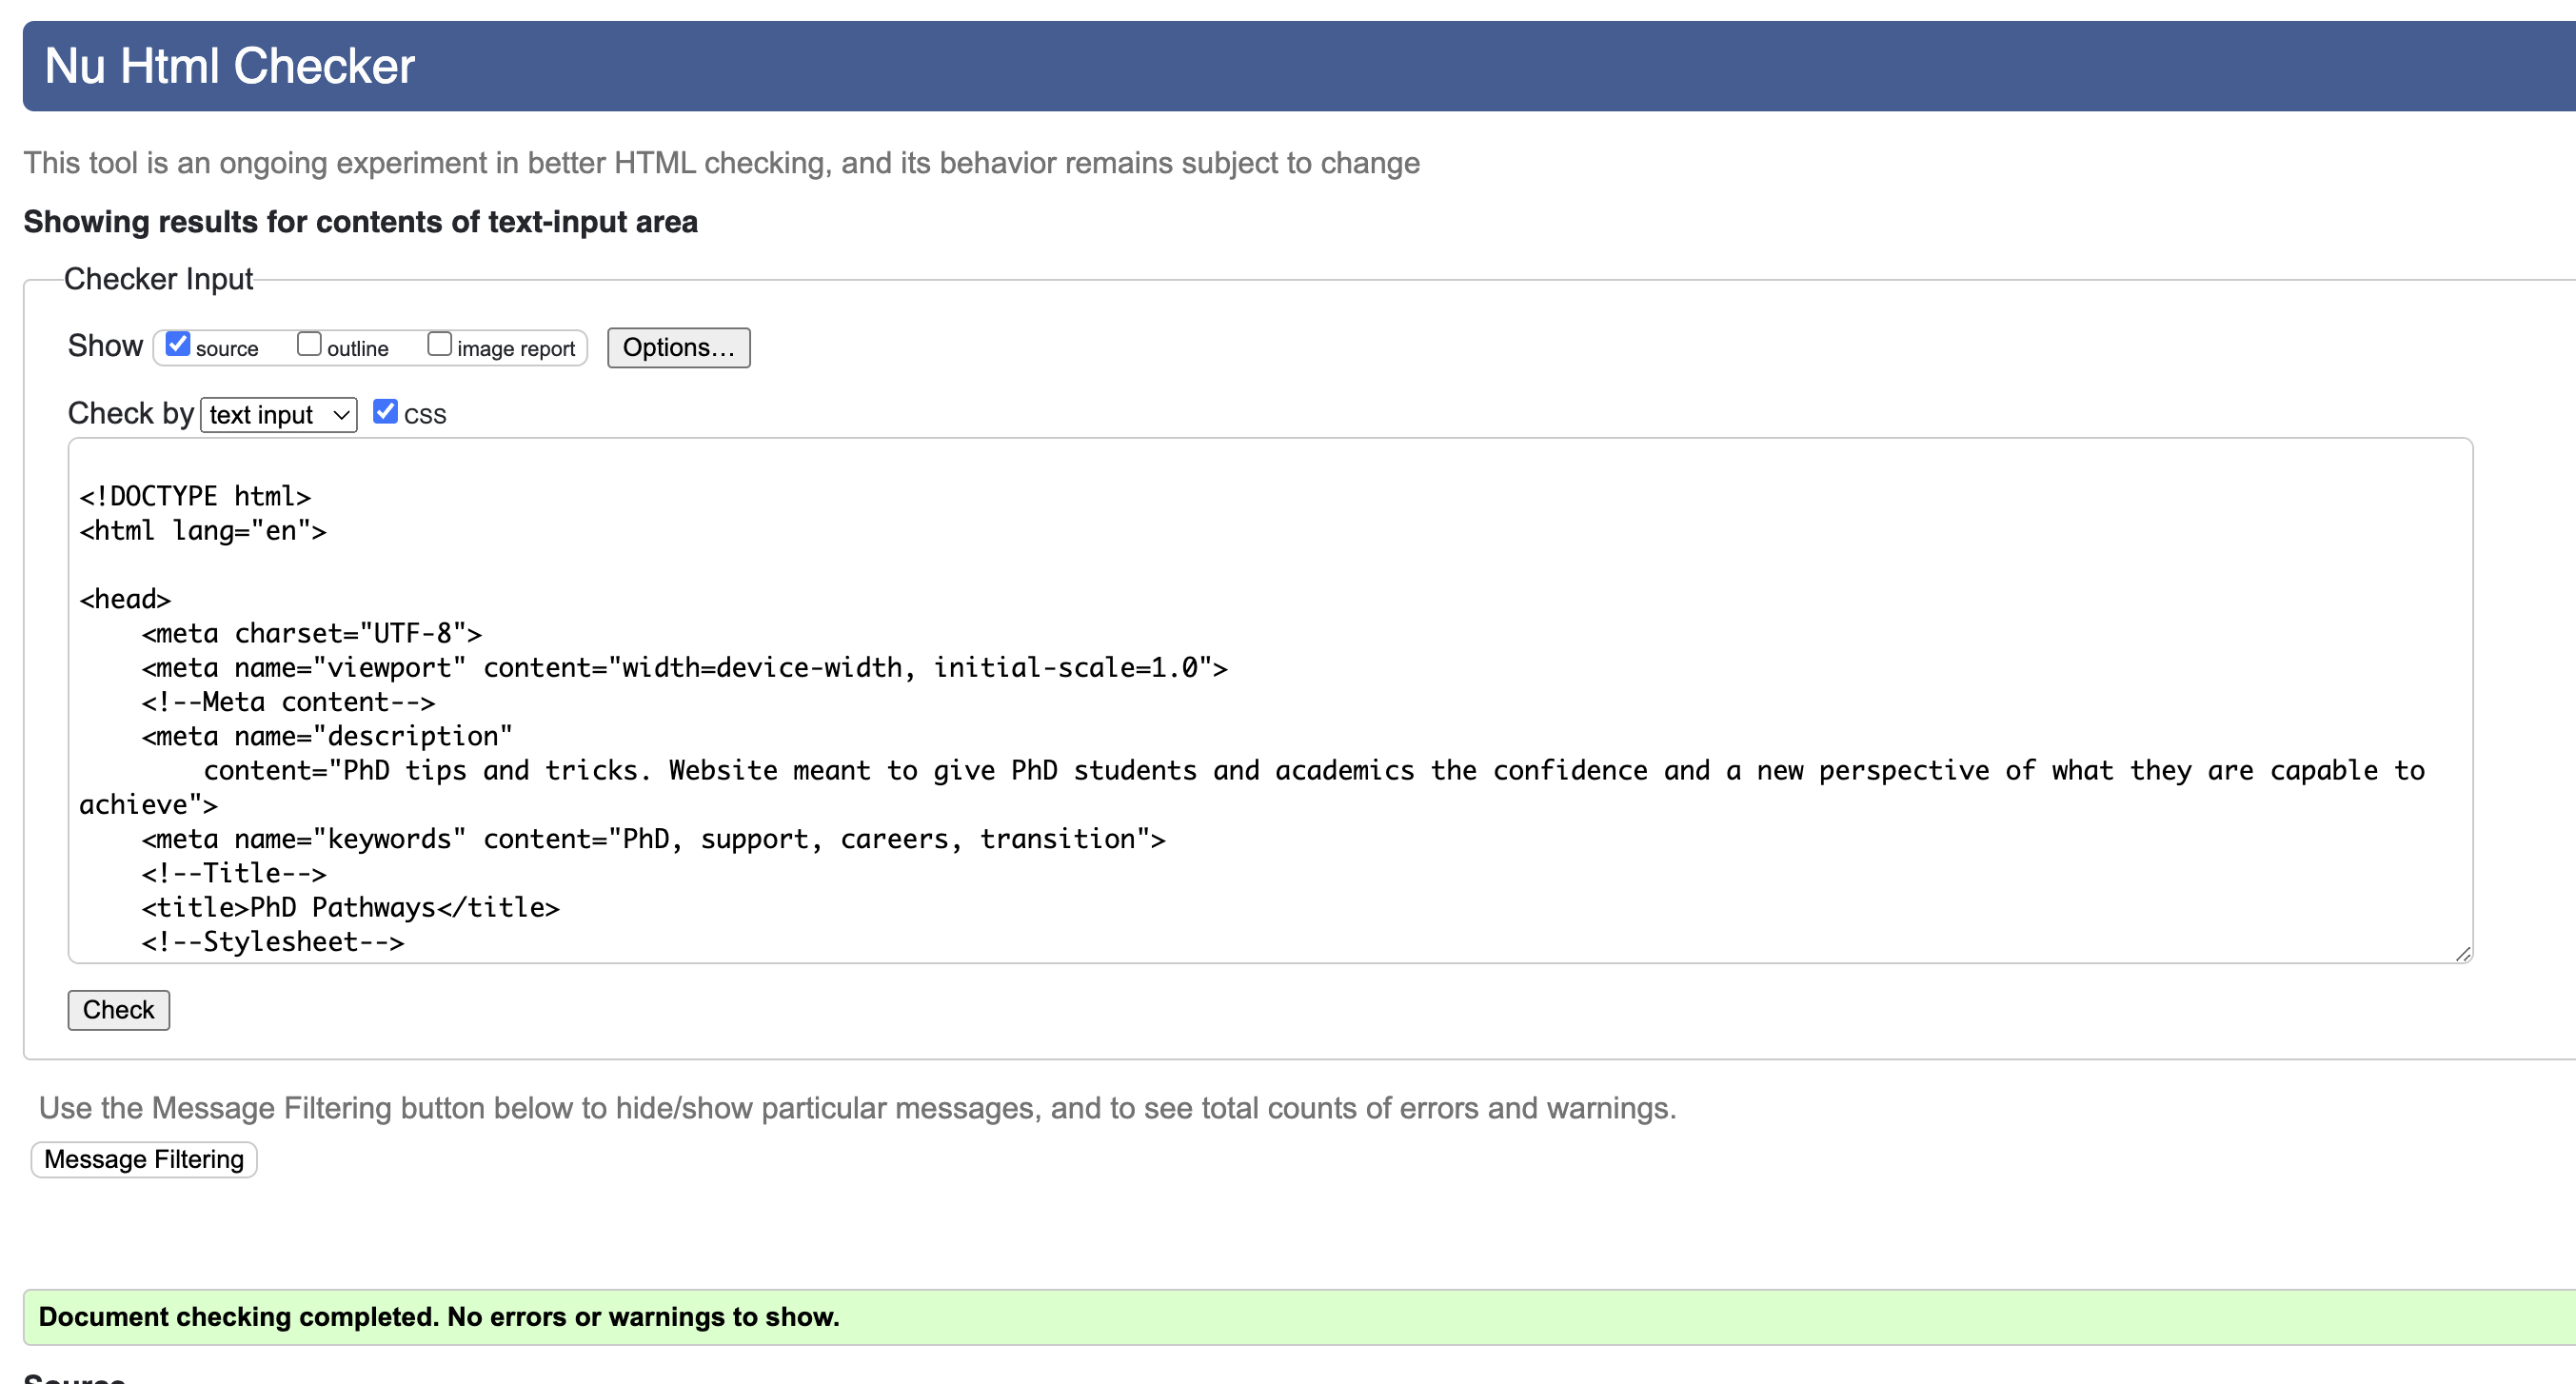 Nu Html Checker
This tool is an ongoing experiment in better HTML checking, and its behavior remains subject to change
Showing results for contents of text-input area
Checker Input
Show source outline image report Options...
Check by text input CSS
<!DOCTYPE html>
<html lang="en">
<head>
<meta charset="UTF-8">
<meta name="viewport" content="width=device-width, initial-scale=1.0">
<!--Meta content-->
<meta name="description"
content="PhD tips and tricks. Website meant to give PhD students and academics the confidence and a new perspective of what they are capable to
achieve">
<meta name="keywords" content="PhD, support, careers, transition">
<!--Title-->
<title>PhD Pathways</title>
<!--Stylesheet-->
Check
Use the Message Filtering button below to hide/show particular messages, and to see total counts of errors and warnings.
Message Filtering
Document checking completed. No errors or warnings to show.
Source